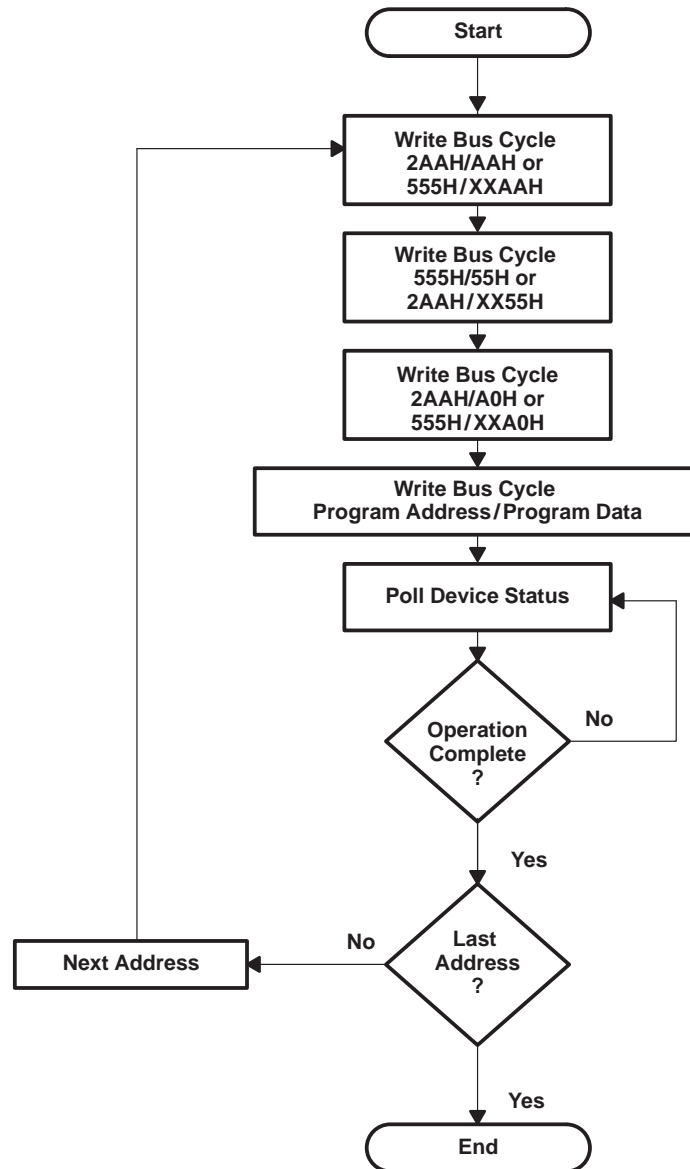 Start
Write Bus Cycle
2AAH/AAH or
555H/XXAAH
Write Bus Cycle
555H/55H or
2AAH/XX55H
Write Bus Cycle
2AAH/A0H or
555H/XXA0H
Write Bus Cycle
Program Address/Program Data
Poll Device Status
Operation
Complete
?
No
Yes
Last
Address
?
No
Next Address
Yes
End